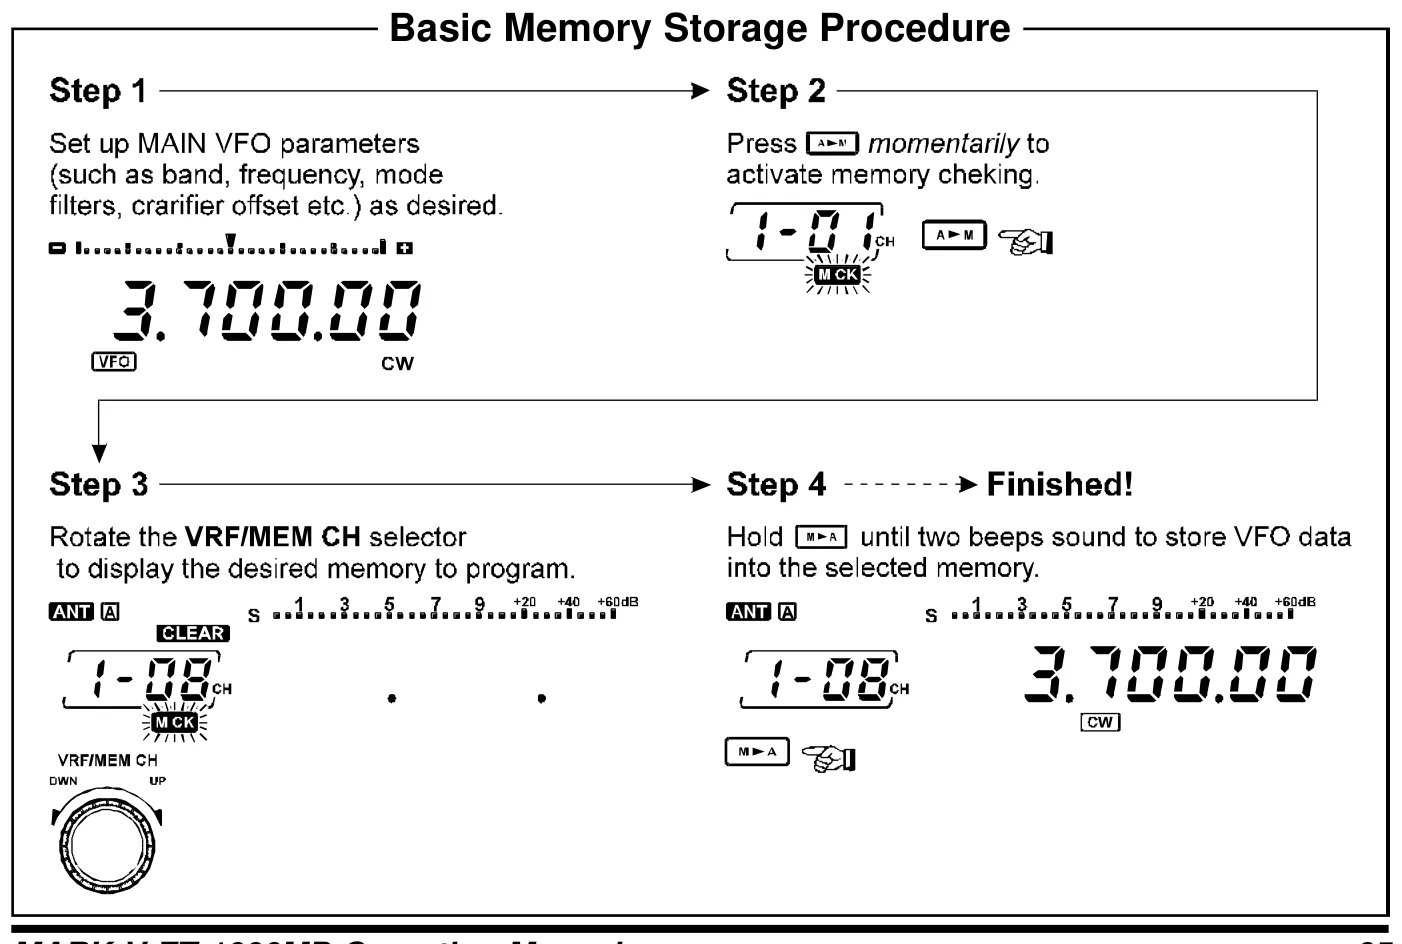 Basic Memory Storage Procedure
Step 1
Set up MAIN VFO parameters
(such as band, frequency, mode
filters, crarifier offset etc.) as desired.
3.700.00
VFO
CW
Step 2
Press A►M momentarily to
activate memory cheking.
1-01 CH
A►M
M CK
Step 3
Rotate the VRF/MEM CH selector
to display the desired memory to program.
ANT A
S 1 3 5 7 9 +20 +40 +60dB
CLEAR
1-08 CH
. .
M CK
VRF/MEM CH
DWN UP
Step 4
Finished!
Hold M►A until two beeps sound to store VFO data
into the selected memory.
ANT A
S 1 3 5 7 9 +20 +40 +60dB
1-08 CH
3.700.00
CW
M►A